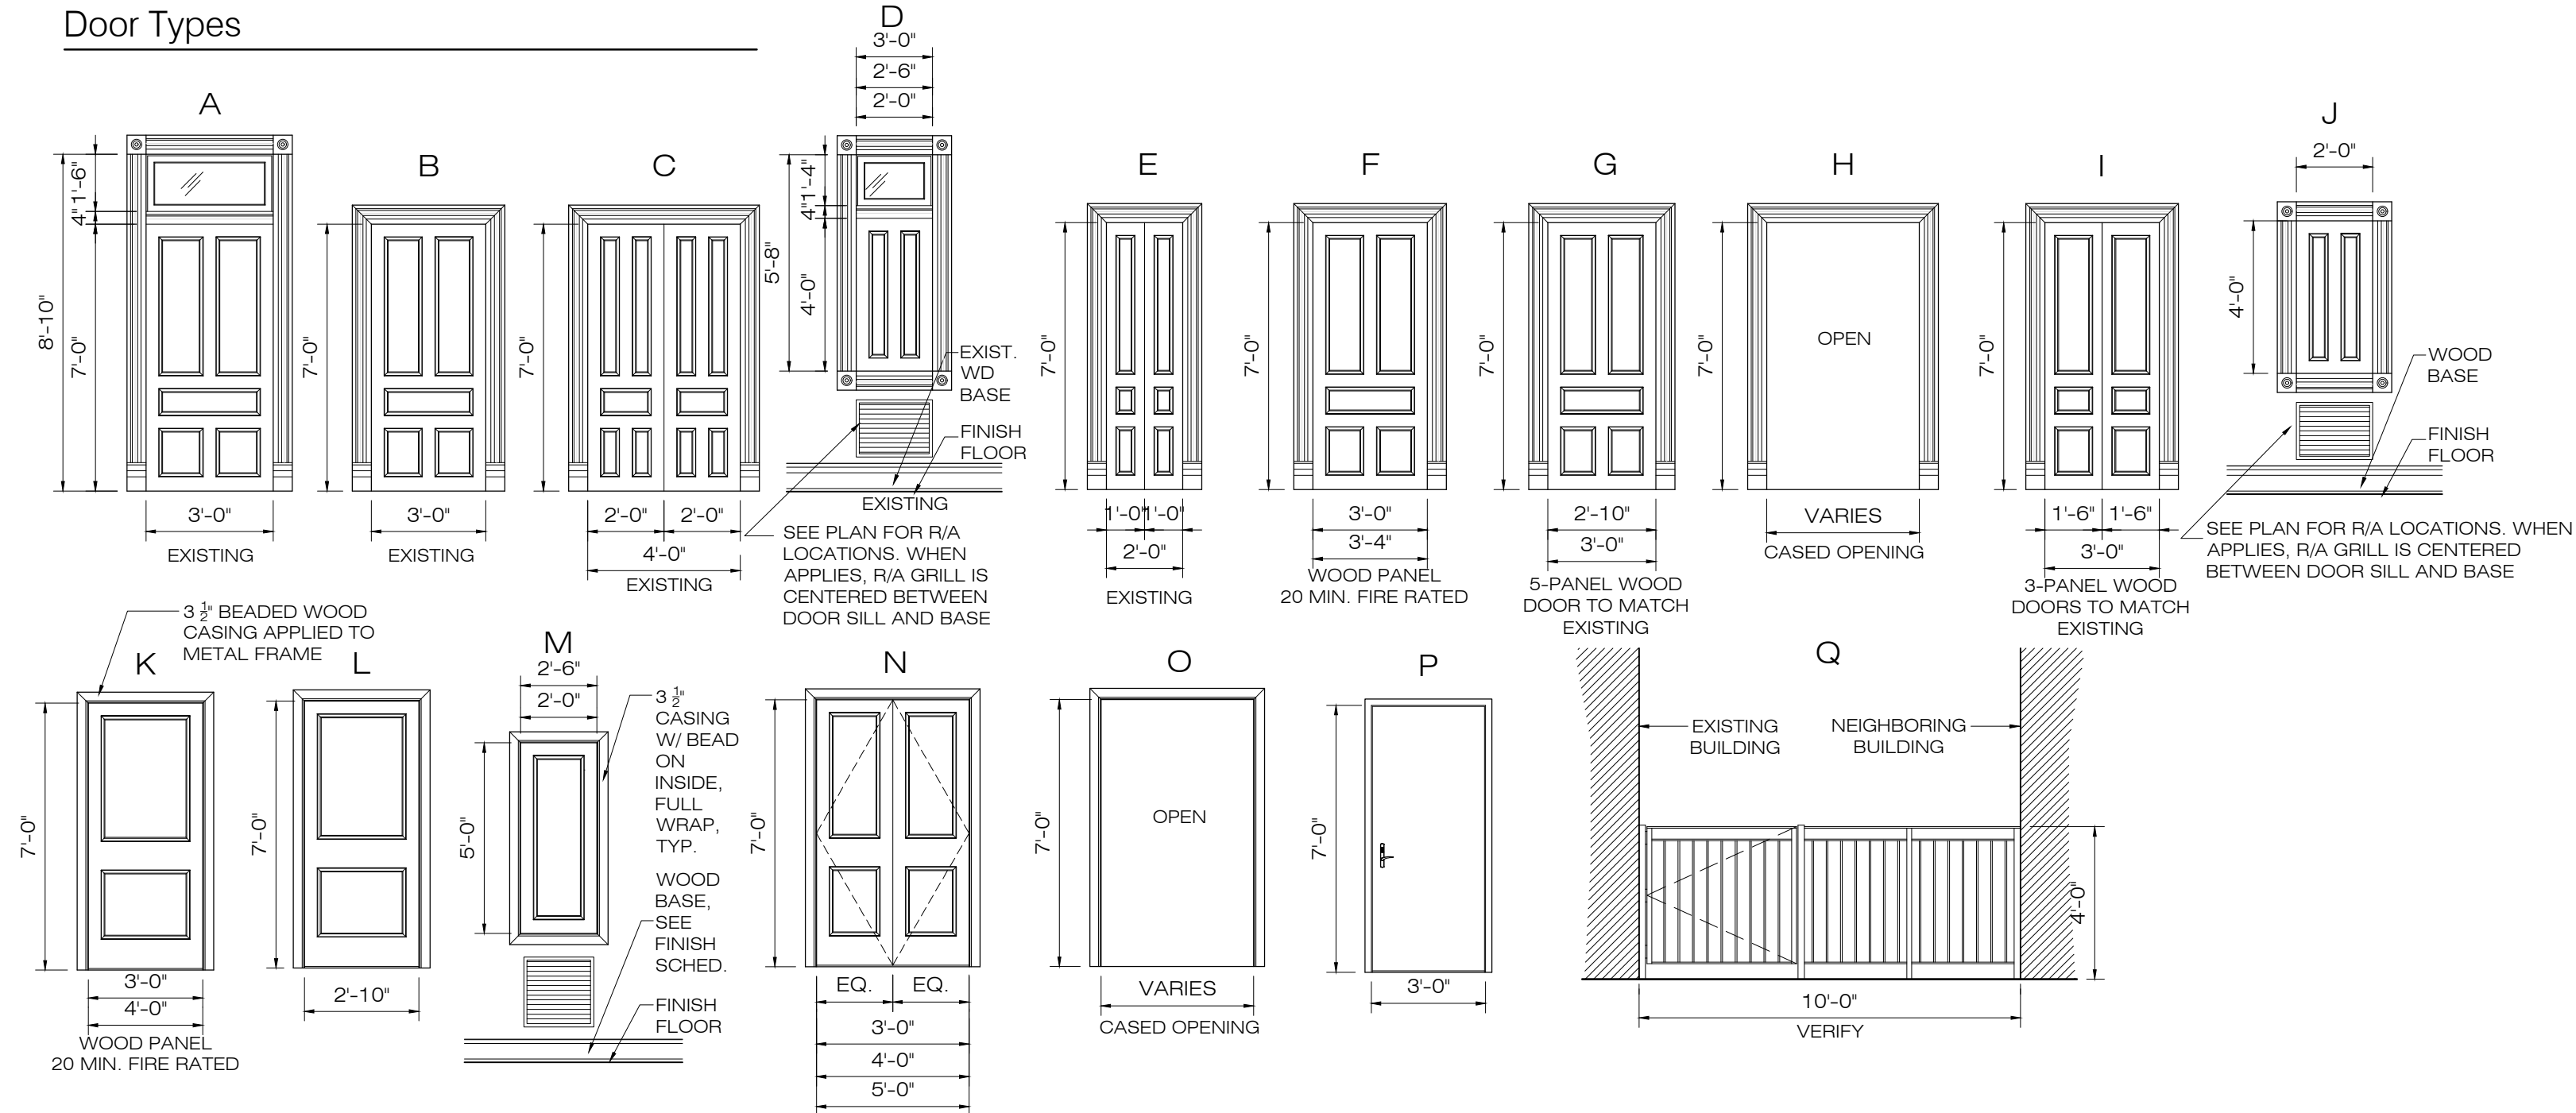 Door Types
A
8'-10"
1'-6"
4"
7'-0"
3'-0"
EXISTING
B
7'-0"
3'-0"
EXISTING
C
7'-0"
2'-0" 2'-0"
4'-0"
EXISTING
D
3'-0"
2'-6"
2'-0"
5'-8"
1'-4"
4"
4'-0"
EXIST.
WD
BASE
FINISH
FLOOR
EXISTING
SEE PLAN FOR R/A
LOCATIONS. WHEN
APPLIES, R/A GRILL IS
CENTERED BETWEEN
DOOR SILL AND BASE
E
7'-0"
1'-0" 1'-0"
2'-0"
EXISTING
F
7'-0"
3'-0"
3'-4"
WOOD PANEL
20 MIN. FIRE RATED
G
7'-0"
2'-10"
3'-0"
5-PANEL WOOD
DOOR TO MATCH
EXISTING
H
7'-0"
OPEN
VARIES
CASED OPENING
I
7'-0"
1'-6" 1'-6"
3'-0"
3-PANEL WOOD
DOORS TO MATCH
EXISTING
J
2'-0"
4'-0"
WOOD
BASE
FINISH
FLOOR
SEE PLAN FOR R/A LOCATIONS. WHEN
APPLIES, R/A GRILL IS CENTERED
BETWEEN DOOR SILL AND BASE
3 1/2" BEADED WOOD
CASING APPLIED TO
METAL FRAME
K
7'-0"
3'-0"
4'-0"
WOOD PANEL
20 MIN. FIRE RATED
L
7'-0"
2'-10"
M
2'-6"
2'-0"
5'-0"
3 1/2"
CASING
W/ BEAD
ON
INSIDE,
FULL
WRAP,
TYP.
WOOD
BASE,
SEE
FINISH
SCHED.
FINISH
FLOOR
N
7'-0"
EQ. EQ.
3'-0"
4'-0"
5'-0"
O
7'-0"
OPEN
VARIES
CASED OPENING
P
7'-0"
3'-0"
Q
EXISTING
BUILDING
NEIGHBORING
BUILDING
4'-0"
10'-0"
VERIFY